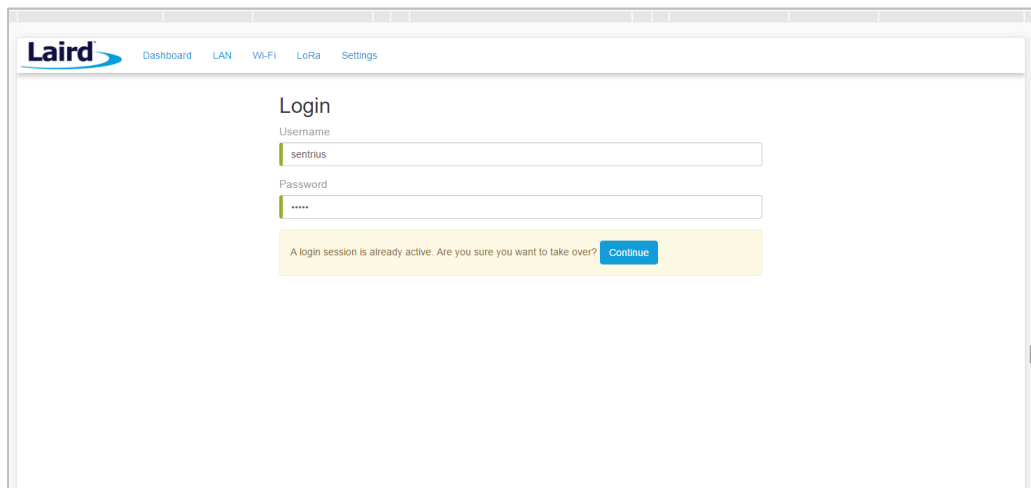 Laird
Dashboard LAN Wi-Fi LoRa Settings
Login
Username
sentrius
Password
•••••
A login session is already active. Are you sure you want to take over? Continue